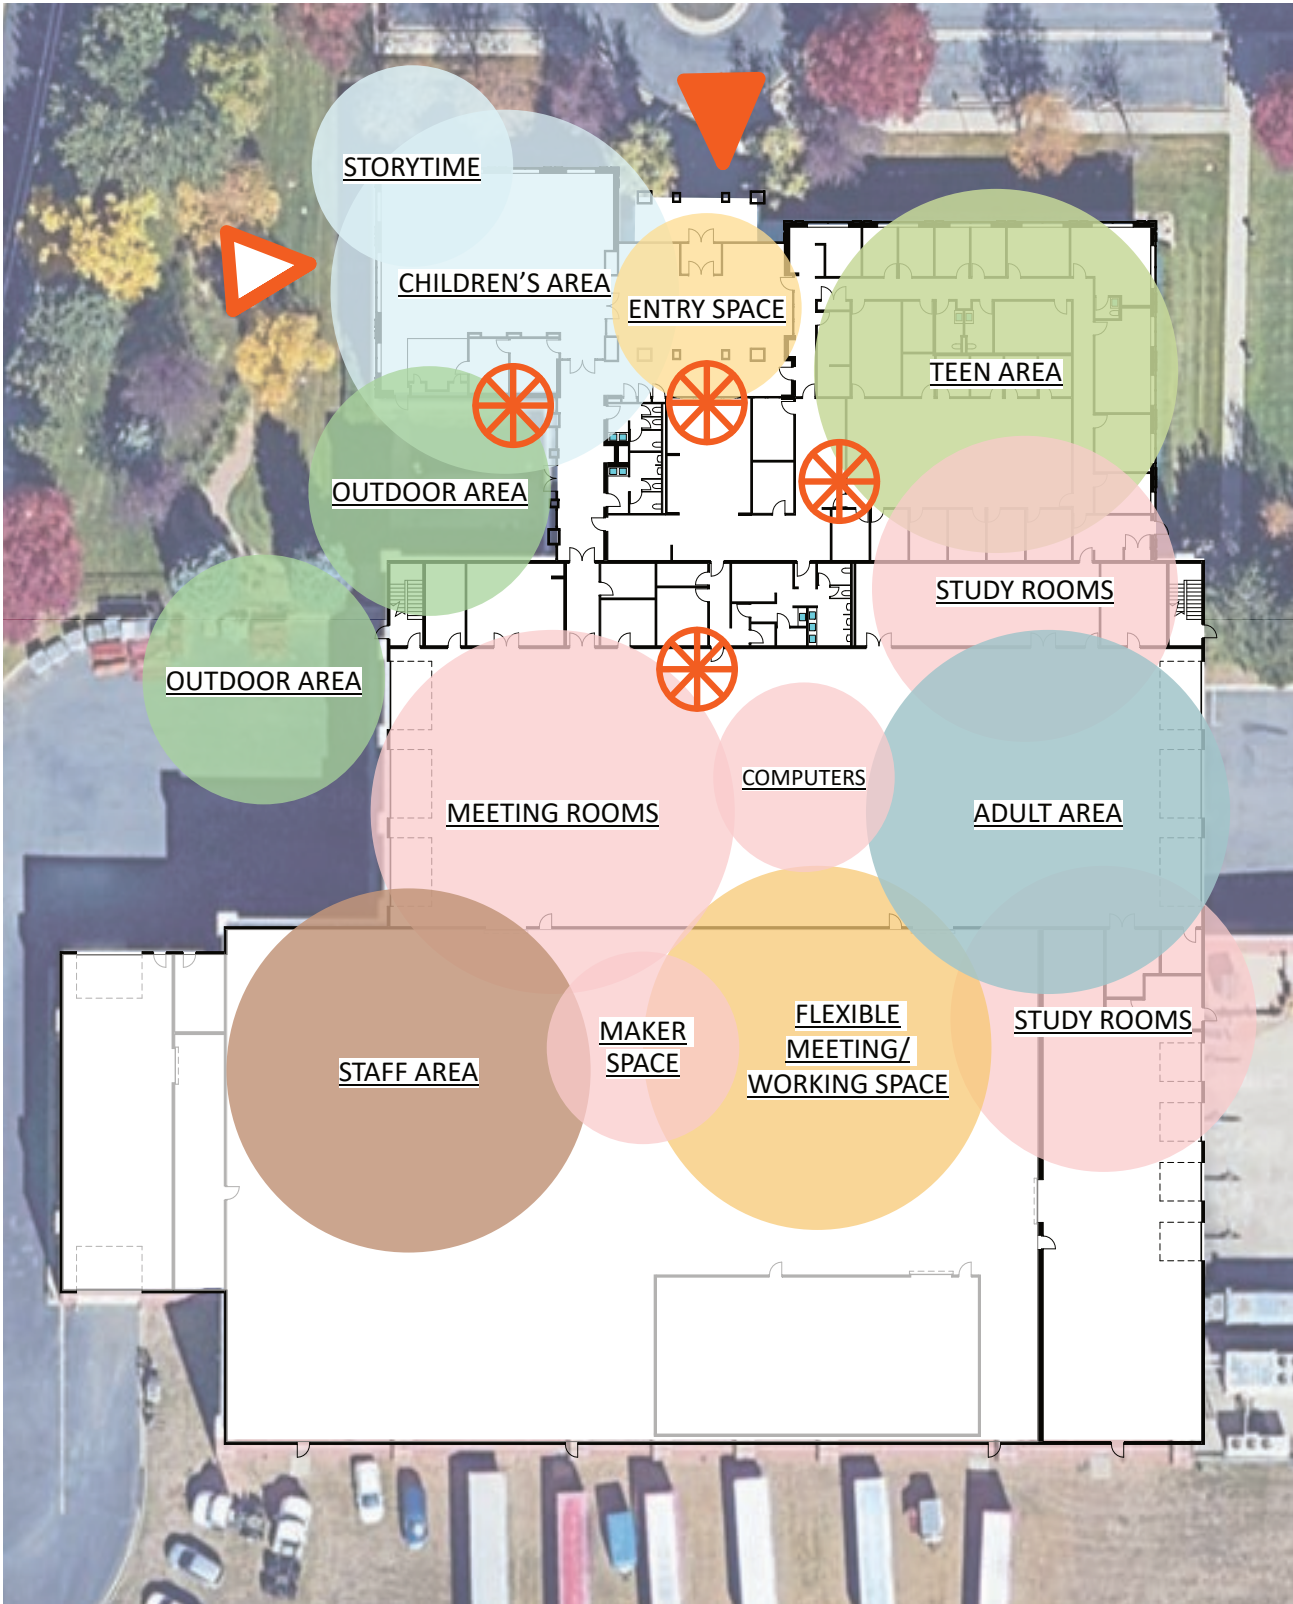 STORYTIME
CHILDREN’S AREA
ENTRY SPACE
TEEN AREA
OUTDOOR AREA
STUDY ROOMS
OUTDOOR AREA
COMPUTERS
MEETING ROOMS
ADULT AREA
FLEXIBLE
MEETING/
WORKING SPACE
MAKER
SPACE
STUDY ROOMS
STAFF AREA